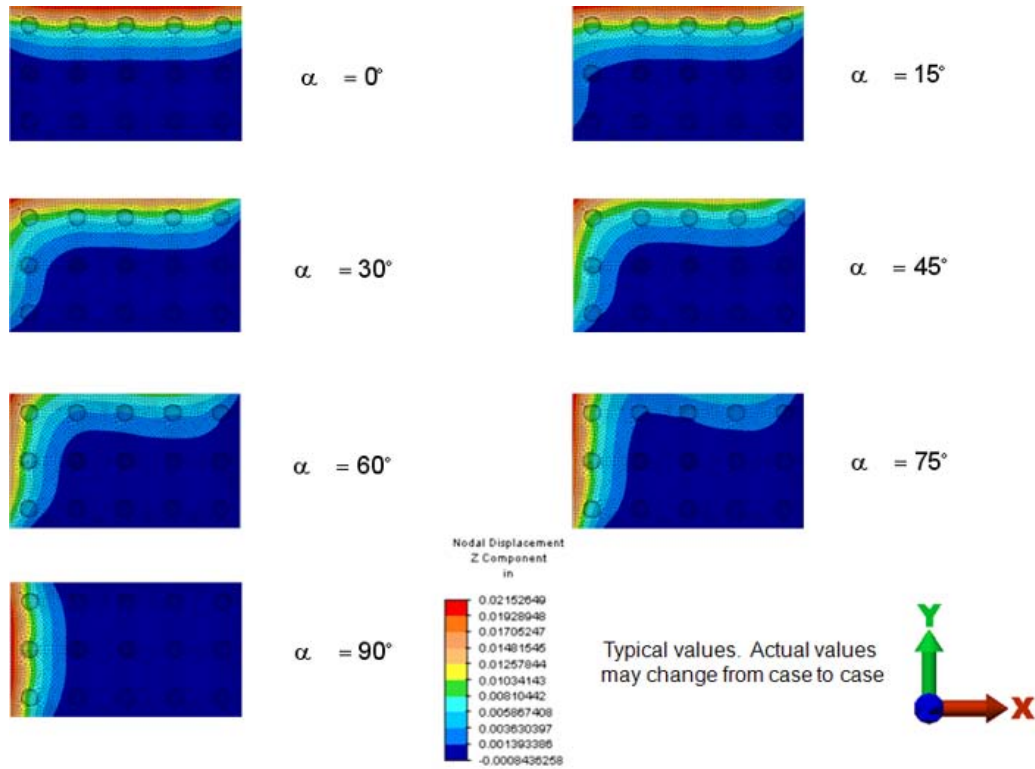 α = 0°
α = 15°
α = 30°
α = 45°
α = 60°
α = 75°
α = 90°
Nodal Displacement
Z Component
in
0.02152649
0.01928948
0.01705247
0.01481545
0.01257844
0.01034143
0.00810442
0.005867408
0.003630397
0.001393386
-0.0008436258
Typical values. Actual values
may change from case to case
Y
X